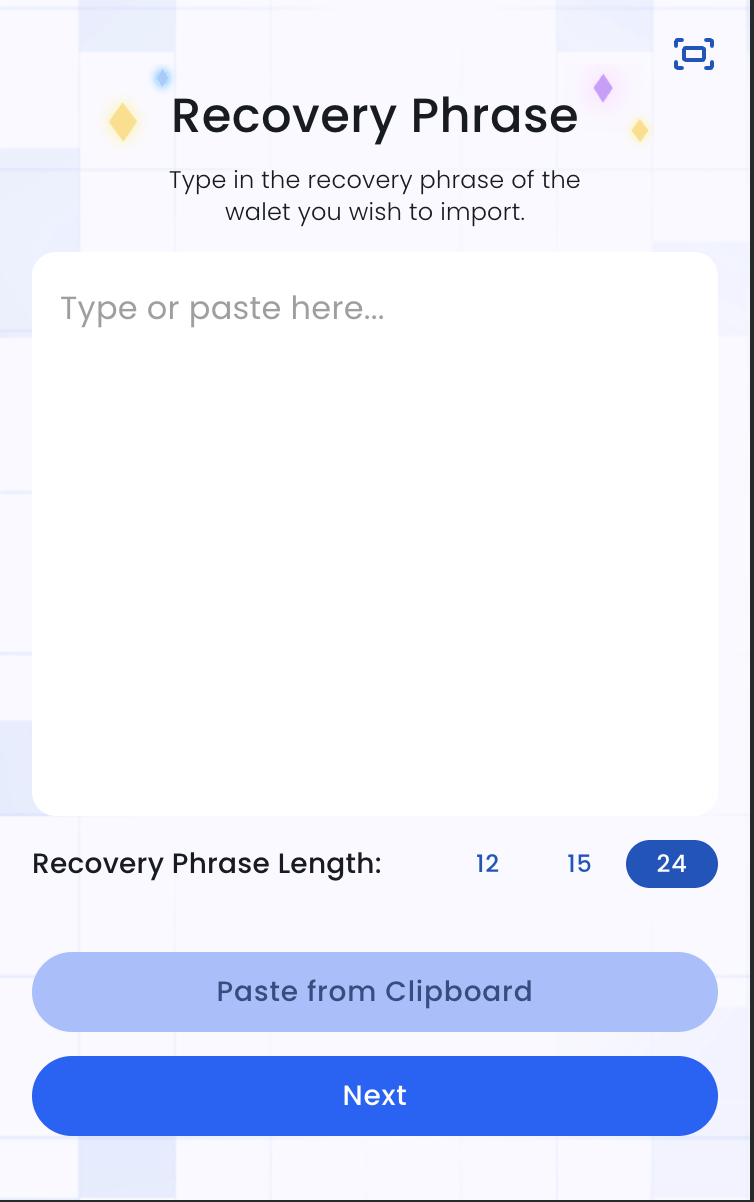 Recovery Phrase
Type in the recovery phrase of the
walet you wish to import.
Type or paste here...
Recovery Phrase Length: 12 15 24
Paste from Clipboard
Next